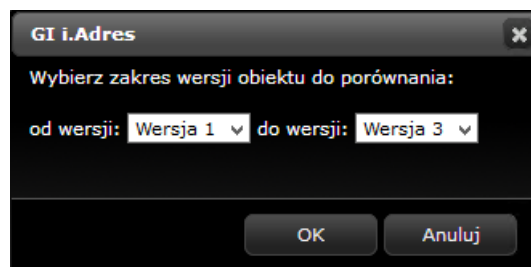 GI i.Adres
Wybierz zakres wersji obiektu do porównania:
od wersji: Wersja 1 do wersji: Wersja 3
OK Anuluj